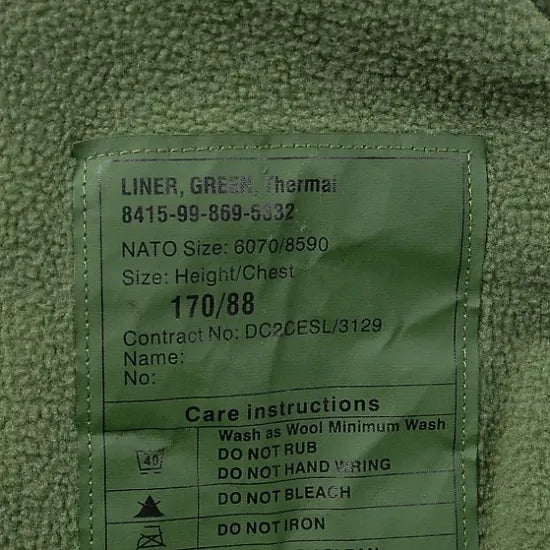 LINER, GREEN, Thermal
8415-99-869-5332
NATO Size: 6070/8590
Size: Height/Chest
170/88
Contract No: DC2CESL/3129
Name:
No:
Care instructions
40
Wash as Wool Minimum Wash
DO NOT RUB
DO NOT HAND WRING
DO NOT BLEACH
DO NOT IRON